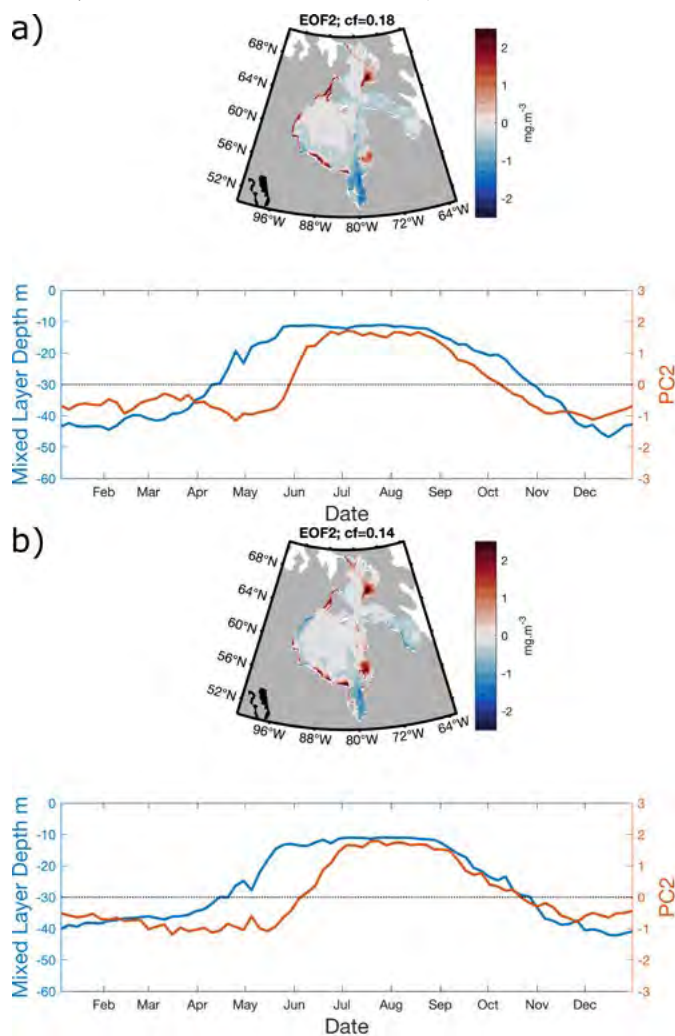 a)
EOF2; cf=0.18
68°N
64°N
60°N
56°N
52°N
96°W
88°W
80°W
72°W
64°W
2
1
0
-1
-2
mg.m-3
Mixed Layer Depth m
0
-10
-20
-30
-40
-50
-60
3
2
1
0
-1
-2
-3
PC2
Feb Mar Apr May Jun Jul Aug Sep Oct Nov Dec
Date
b)
EOF2; cf=0.14
68°N
64°N
60°N
56°N
52°N
96°W
88°W
80°W
72°W
64°W
2
1
0
-1
-2
mg.m-3
Mixed Layer Depth m
0
-10
-20
-30
-40
-50
-60
3
2
1
0
-1
-2
-3
PC2
Feb Mar Apr May Jun Jul Aug Sep Oct Nov Dec
Date